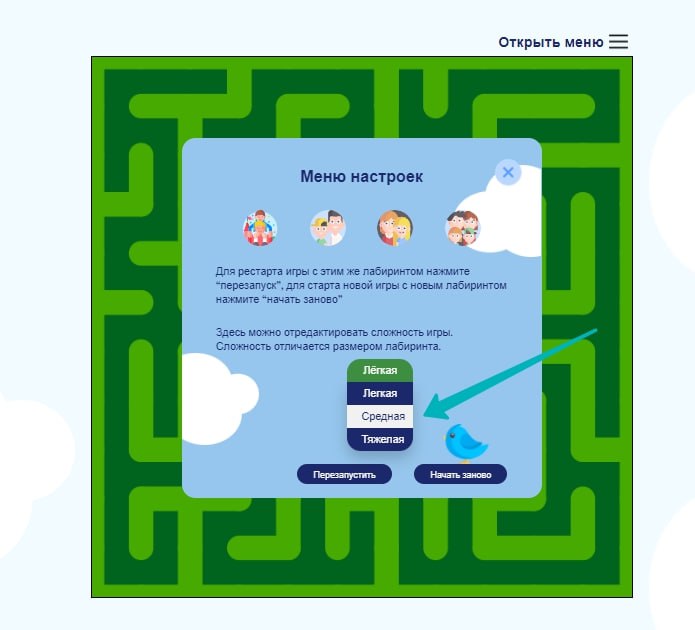 Открыть меню
Меню настроек
Для рестарта игры с этим же лабиринтом нажмите
“перезапуск”, для старта новой игры с новым лабиринтом
нажмите “начать заново”
Здесь можно отредактировать сложность игры.
Сложность отличается размером лабиринта.
Лёгкая
Легкая
Средная
Тяжелая
Перезапустить
Начать заново